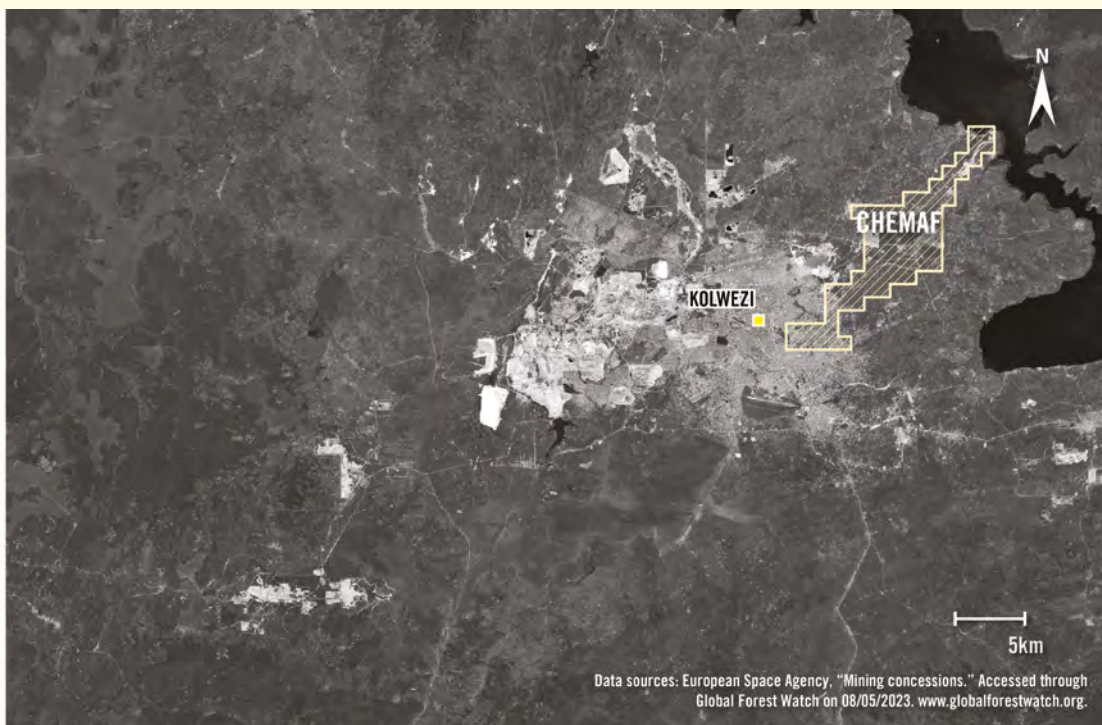 N
CHEMAF
KOLWEZI
5km
Data sources: European Space Agency, “Mining concessions.” Accessed through
Global Forest Watch on 08/05/2023. www.globalforestwatch.org.